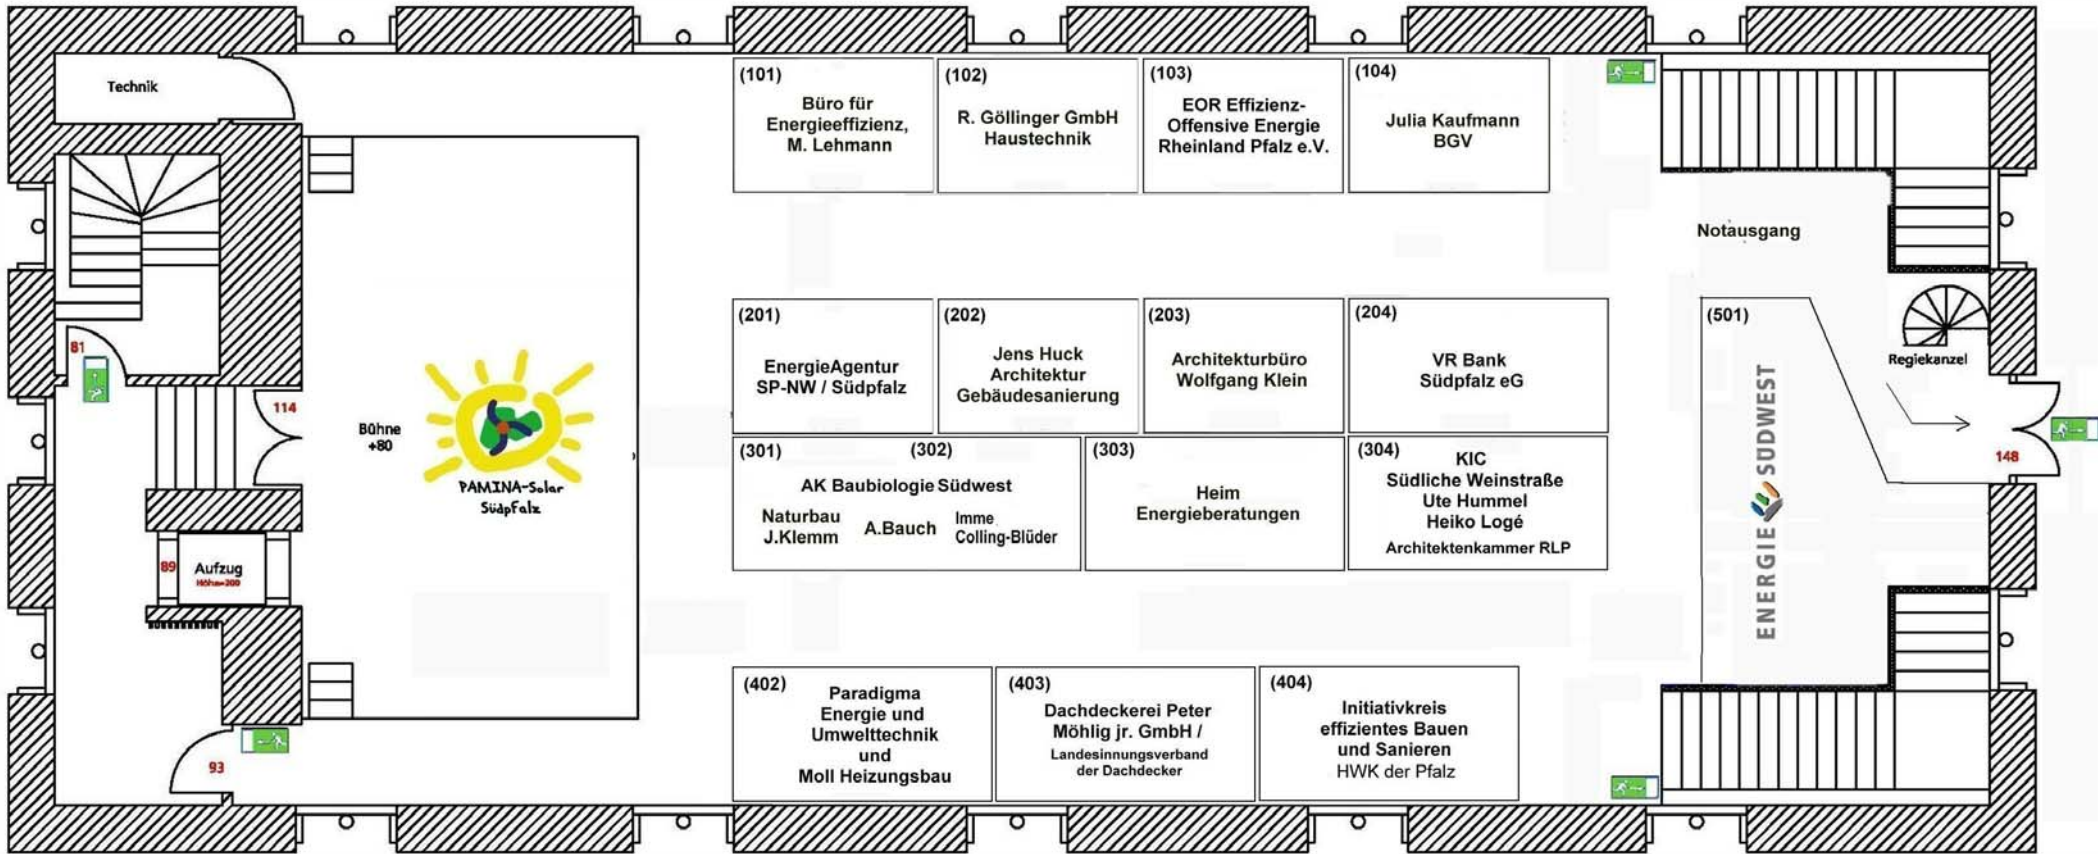 Technik
(101)
Büro für
Energieeffizienz,
M. Lehmann
(102)
R. Göllinger GmbH
Haustechnik
(103)
EOR Effizienz-
Offensive Energie
Rheinland Pfalz e.V.
(104)
Julia Kaufmann
BGV
Notausgang
81
114
Bühne
+80
PAMINA-Solar
Südpfalz
(201)
EnergieAgentur
SP-NW / Südpfalz
(202)
Jens Huck
Architektur
Gebäudesanierung
(203)
Architekturbüro
Wolfgang Klein
(204)
VR Bank
Südpfalz eG
(501)
ENERGIE SÜDWEST
Regiekanzel
148
89
Aufzug
Höhe=200
(301)
(302)
AK Baubiologie Südwest
Naturbau
J.Klemm
A.Bauch
Imme
Colling-Blüder
(303)
Heim
Energieberatungen
(304)
KIC
Südliche Weinstraße
Ute Hummel
Heiko Logé
Architektenkammer RLP
93
(402)
Paradigma
Energie und
Umwelttechnik
und
Moll Heizungsbau
(403)
Dachdeckerei Peter
Möhlig jr. GmbH /
Landesinnungsverband
der Dachdecker
(404)
Initiativkreis
effizientes Bauen
und Sanieren
HWK der Pfalz